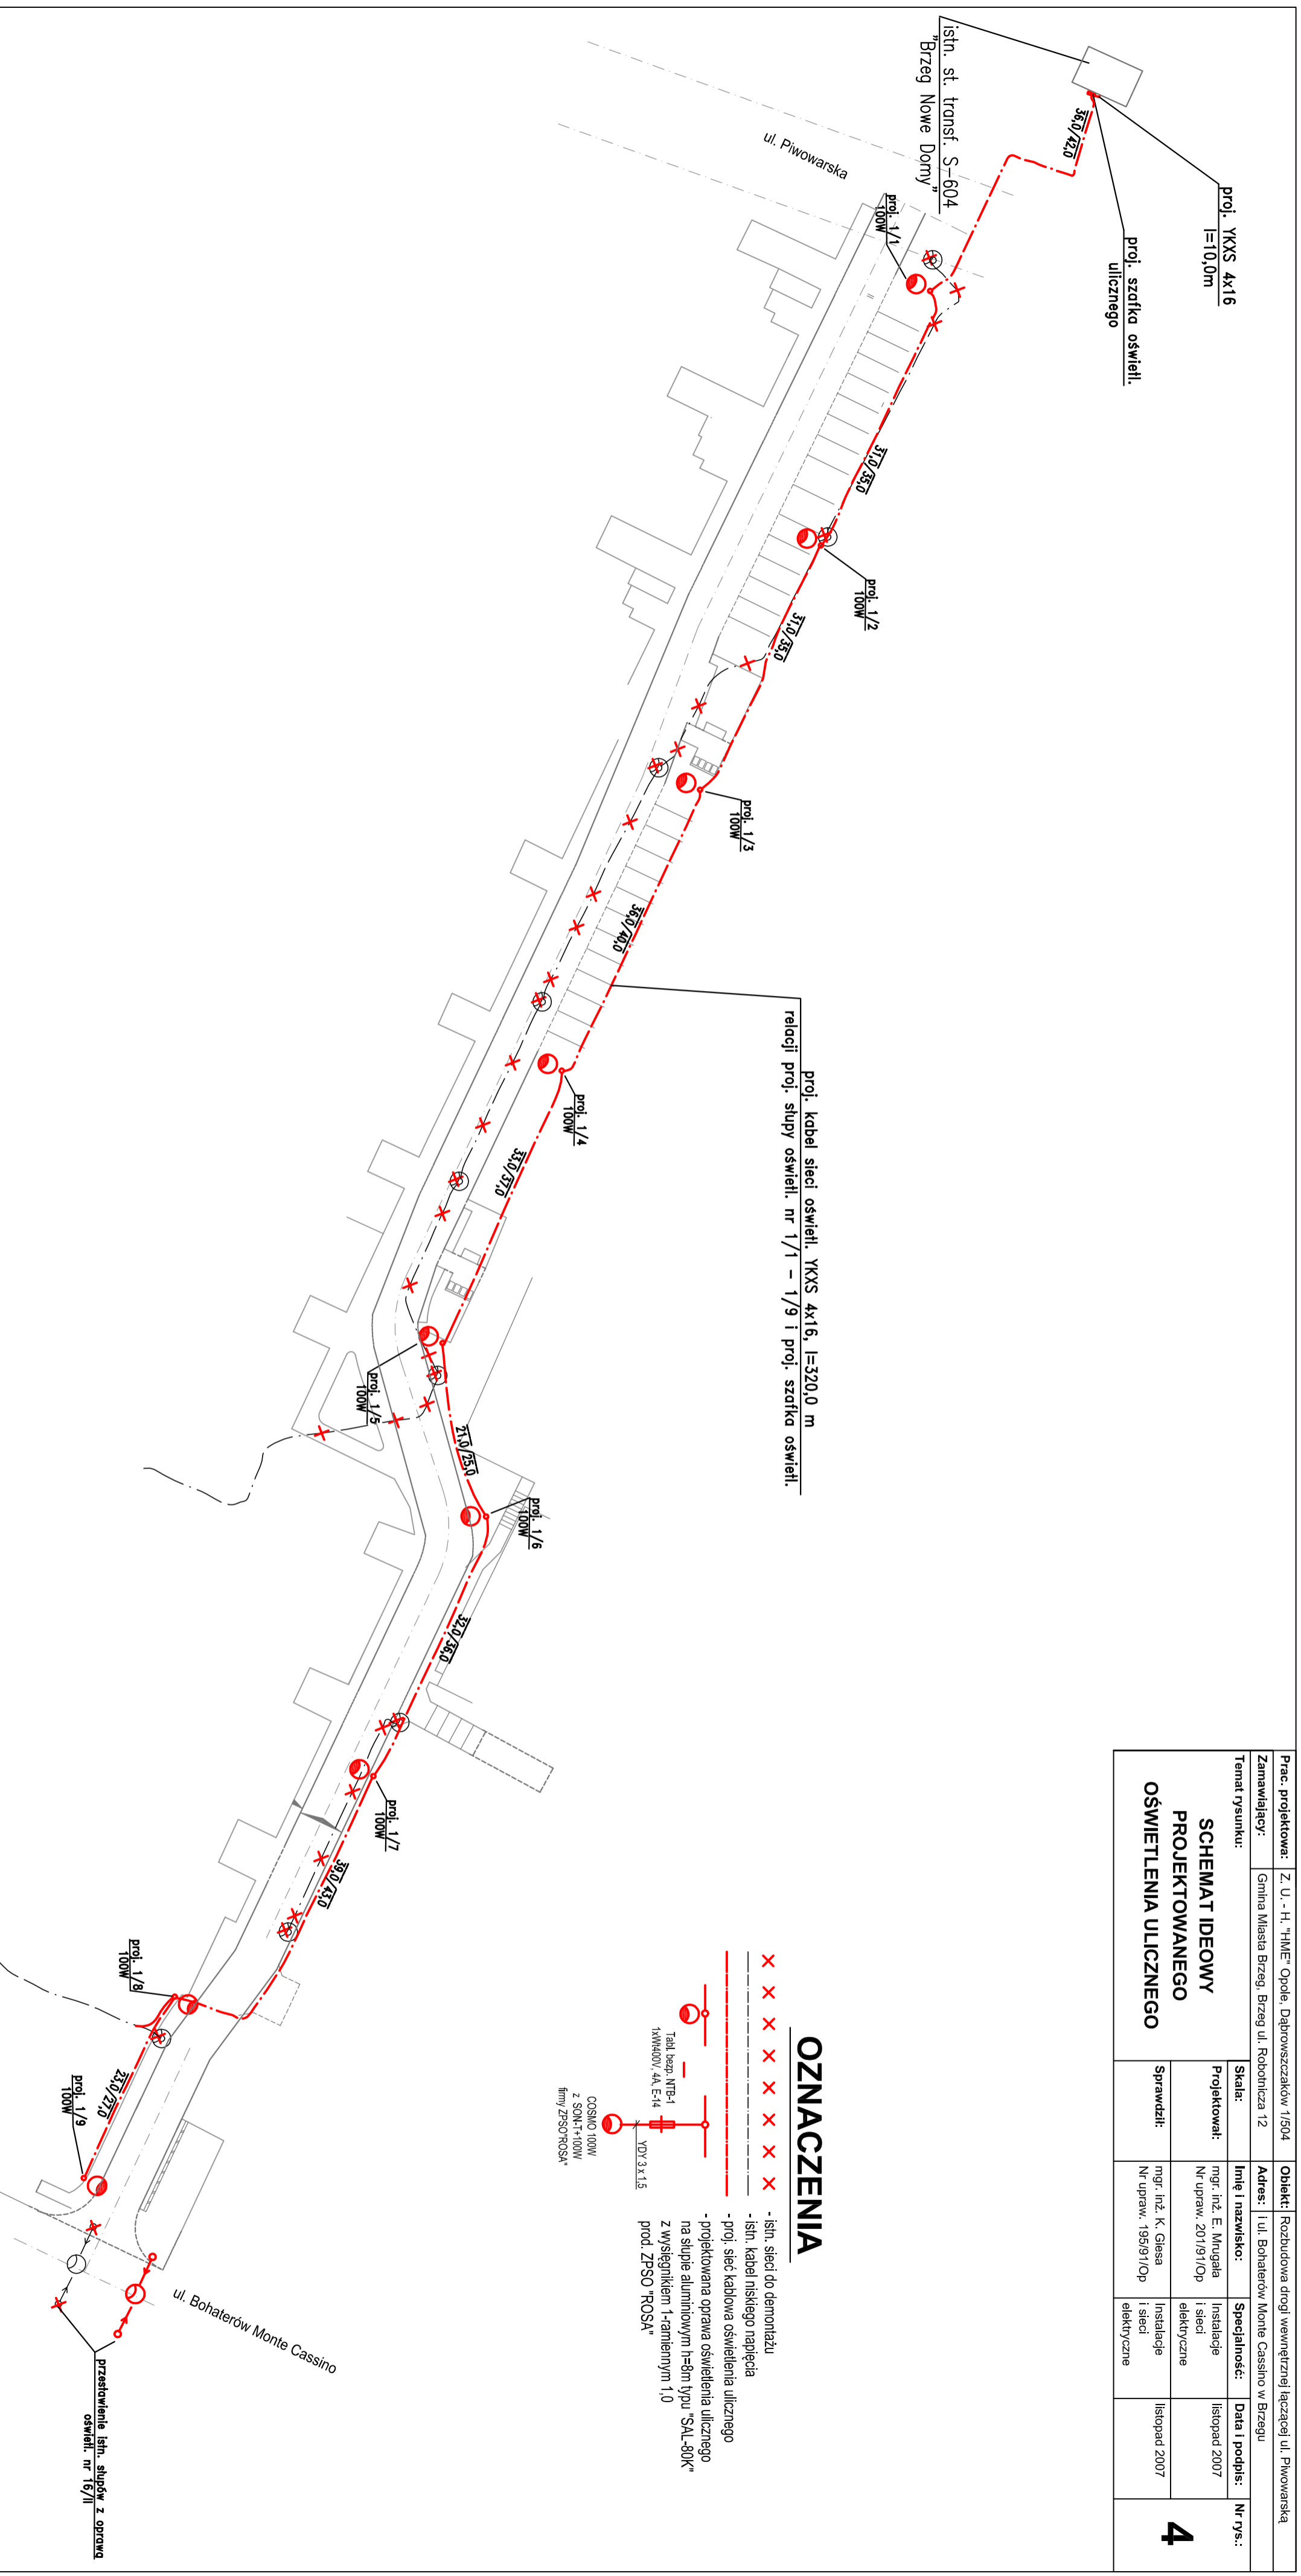 istn. st. transf. S-604
"Brzeg Nowe Domy"
proj. YKXS 4x16
l=10,0m
proj. szafka oświetl.
ulicznego
36,0/42,0
ul. Piwowarska
proj. 1/1
100W
31,0/35,0
proj. 1/2
100W
31,0/35,0
proj. 1/3
100W
36,0/40,0
proj. kabel sieci oświetl. YKXS 4x16, l=320,0 m
relacji proj. słupy oświetl. nr 1/1 - 1/9 i proj. szafka oświetl.
proj. 1/4
100W
33,0/37,0
proj. 1/5
100W
21,0/25,0
proj. 1/6
100W
32,0/36,0
proj. 1/7
100W
39,0/43,0
proj. 1/8
100W
23,0/27,0
proj. 1/9
100W
ul. Bohaterów Monte Cassino
przestawienie istn. słupów z oprawą
oświetl. nr 16/II
OZNACZENIA
- istn. sieci do demontażu
- istn. kabel niskiego napięcia
- proj. sieć kablowa oświetlenia ulicznego
- projektowana oprawa oświetlenia ulicznego
na słupie aluminiowym h=8m typu "SAL-80K"
z wysięgnikiem 1-ramiennym 1,0
prod. ZPSO "ROSA"
Tabl. bezp. NTB-1
1xWt400V, 4A, E-14
YDY 3 x 1,5
COSMO 100W
z SON-T+100W
firmy ZPSO"ROSA"
Prac. projektowa: Z. U. - H. "HME" Opole, Dąbrowszczaków 1/504
Obiekt: Rozbudowa drogi wewnętrznej łączącej ul. Piwowarską
Zamawiający: Gmina Miasta Brzeg, Brzeg ul. Robotnicza 12
Adres: i ul. Bohaterów Monte Cassino w Brzegu
Temat rysunku:
SCHEMAT IDEOWY
PROJEKTOWANEGO
OŚWIETLENIA ULICZNEGO
Skala: Imię i nazwisko: Specjalność: Data i podpis: Nr rys.:
Projektował: mgr. inż. E. Mrugała
Nr upraw. 201/91/Op
Instalacje
i sieci
elektryczne
listopad 2007
Sprawdził: mgr. inż. K. Giesa
Nr upraw. 195/91/Op
Instalacje
i sieci
elektryczne
listopad 2007
4